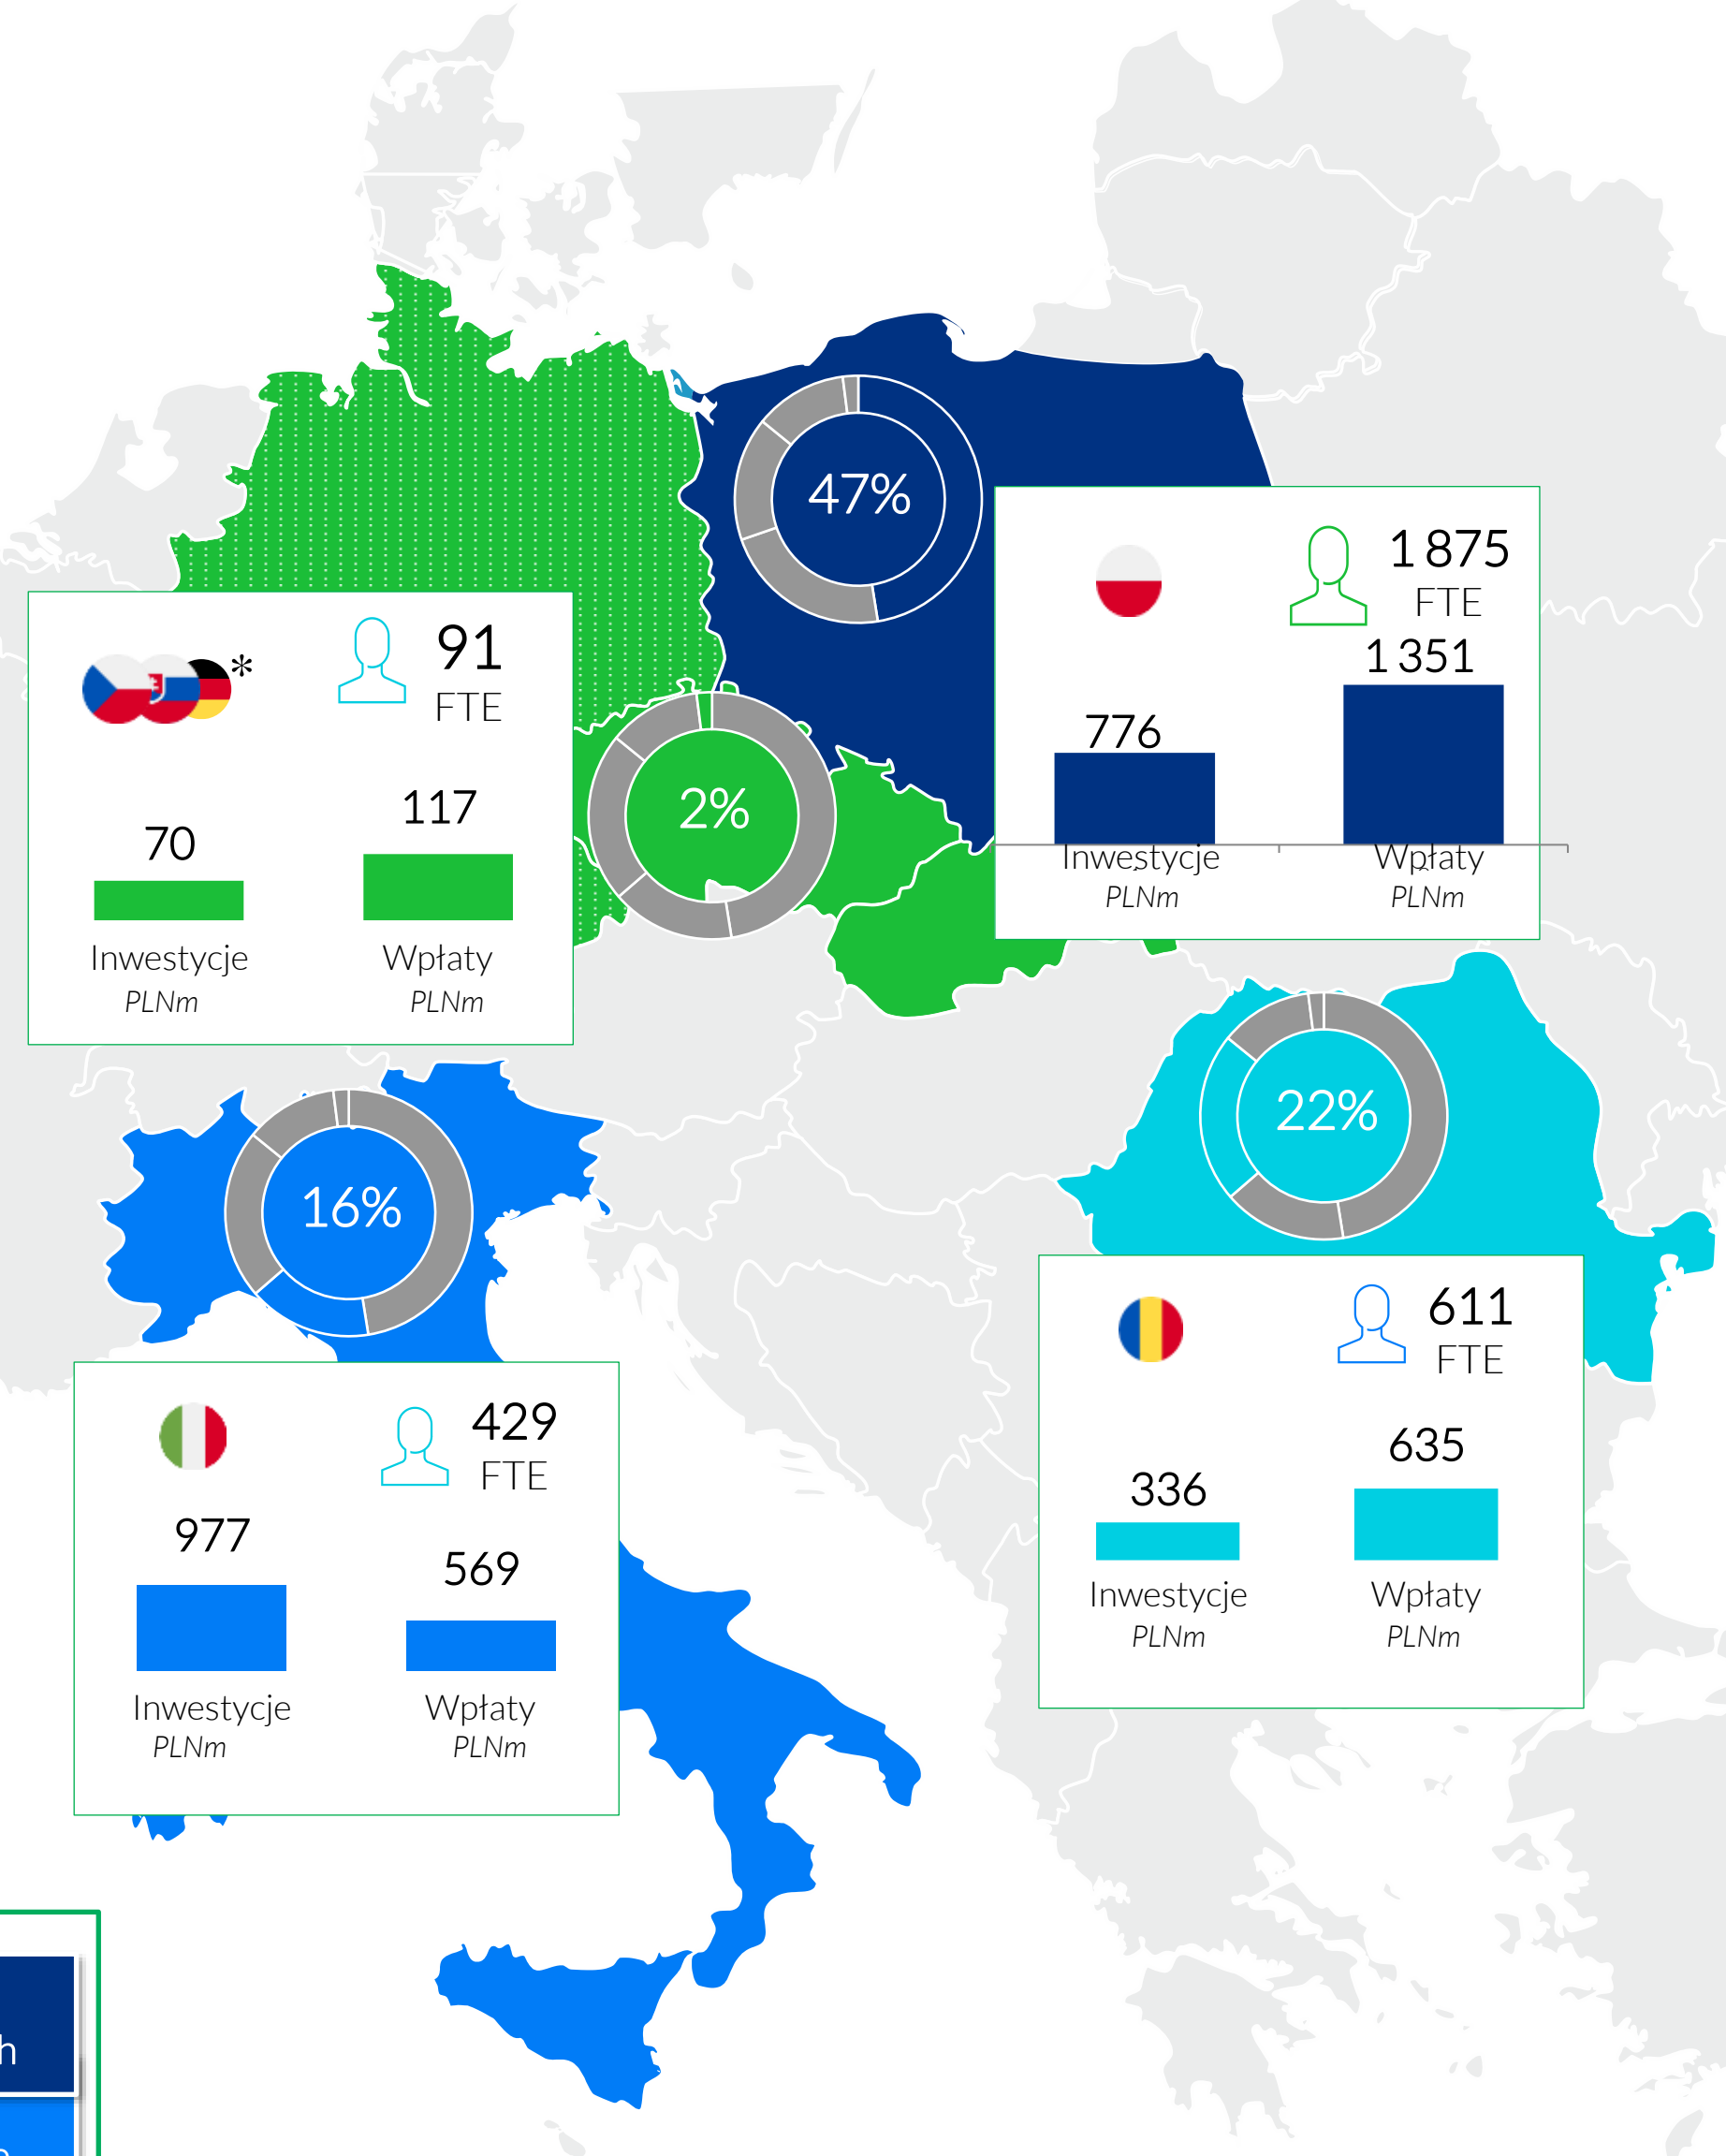 47%
1 875
FTE
1 351
776
Inwestycje
Wpłaty
PLNm
PLNm
*
91
FTE
117
70
Inwestycje
Wpłaty
PLNm
PLNm
2%
22%
16%
611
FTE
635
336
Inwestycje
Wpłaty
PLNm
PLNm
429
FTE
977
569
Inwestycje
Wpłaty
PLNm
PLNm
h